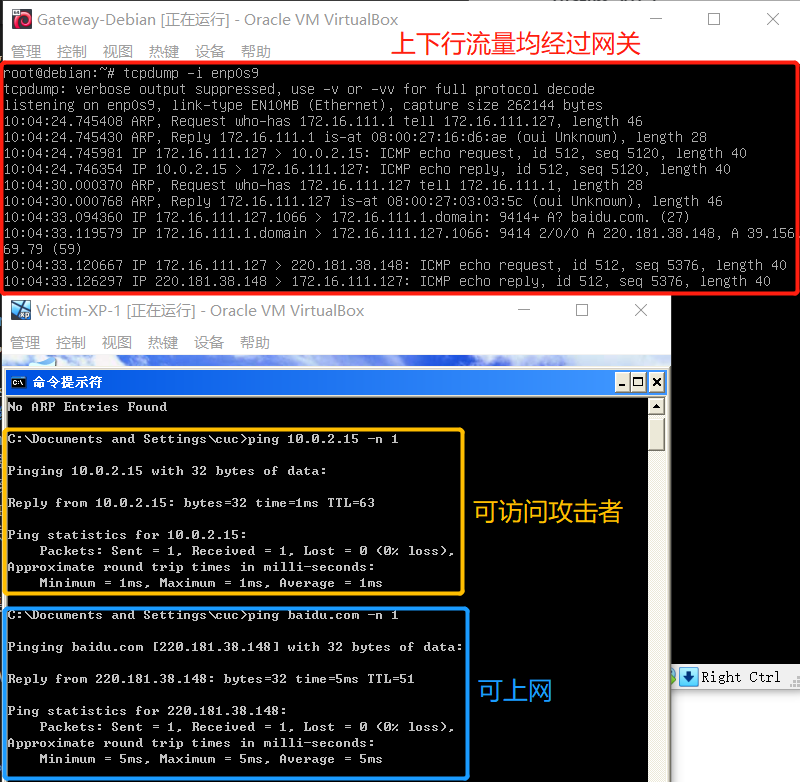 Gateway-Debian [正在运行] - Oracle VM VirtualBox
管理 控制 视图 热键 设备 帮助
上下行流量均经过网关
root@debian:~# tcpdump -i enp0s9
tcpdump: verbose output suppressed, use -v or -vv for full protocol decode
listening on enp0s9, link-type EN10MB (Ethernet), capture size 262144 bytes
10:04:24.745408 ARP, Request who-has 172.16.111.1 tell 172.16.111.127, length 46
10:04:24.745430 ARP, Reply 172.16.111.1 is-at 08:00:27:16:d6:ae (oui Unknown), length 28
10:04:24.745981 IP 172.16.111.127 > 10.0.2.15: ICMP echo request, id 512, seq 5120, length 40
10:04:24.746354 IP 10.0.2.15 > 172.16.111.127: ICMP echo reply, id 512, seq 5120, length 40
10:04:30.000370 ARP, Request who-has 172.16.111.127 tell 172.16.111.1, length 28
10:04:30.000768 ARP, Reply 172.16.111.127 is-at 08:00:27:03:03:5c (oui Unknown), length 46
10:04:33.094360 IP 172.16.111.127.1066 > 172.16.111.1.domain: 9414+ A? baidu.com. (27)
10:04:33.119579 IP 172.16.111.1.domain > 172.16.111.127.1066: 9414 2/0/0 A 220.181.38.148, A 39.156.
69.79 (59)
10:04:33.120667 IP 172.16.111.127 > 220.181.38.148: ICMP echo request, id 512, seq 5376, length 40
10:04:33.126297 IP 220.181.38.148 > 172.16.111.127: ICMP echo reply, id 512, seq 5376, length 40
Victim-XP-1 [正在运行] - Oracle VM VirtualBox
管理 控制 视图 热键 设备 帮助
命令提示符
No ARP Entries Found
C:\Documents and Settings\cuc>ping 10.0.2.15 -n 1
Pinging 10.0.2.15 with 32 bytes of data:
Reply from 10.0.2.15: bytes=32 time=1ms TTL=63
可访问攻击者
Ping statistics for 10.0.2.15:
Packets: Sent = 1, Received = 1, Lost = 0 (0% loss),
Approximate round trip times in milli-seconds:
Minimum = 1ms, Maximum = 1ms, Average = 1ms
C:\Documents and Settings\cuc>ping baidu.com -n 1
Pinging baidu.com [220.181.38.148] with 32 bytes of data:
Reply from 220.181.38.148: bytes=32 time=5ms TTL=51
可上网
Right Ctrl
Ping statistics for 220.181.38.148:
Packets: Sent = 1, Received = 1, Lost = 0 (0% loss),
Approximate round trip times in milli-seconds:
Minimum = 5ms, Maximum = 5ms, Average = 5ms